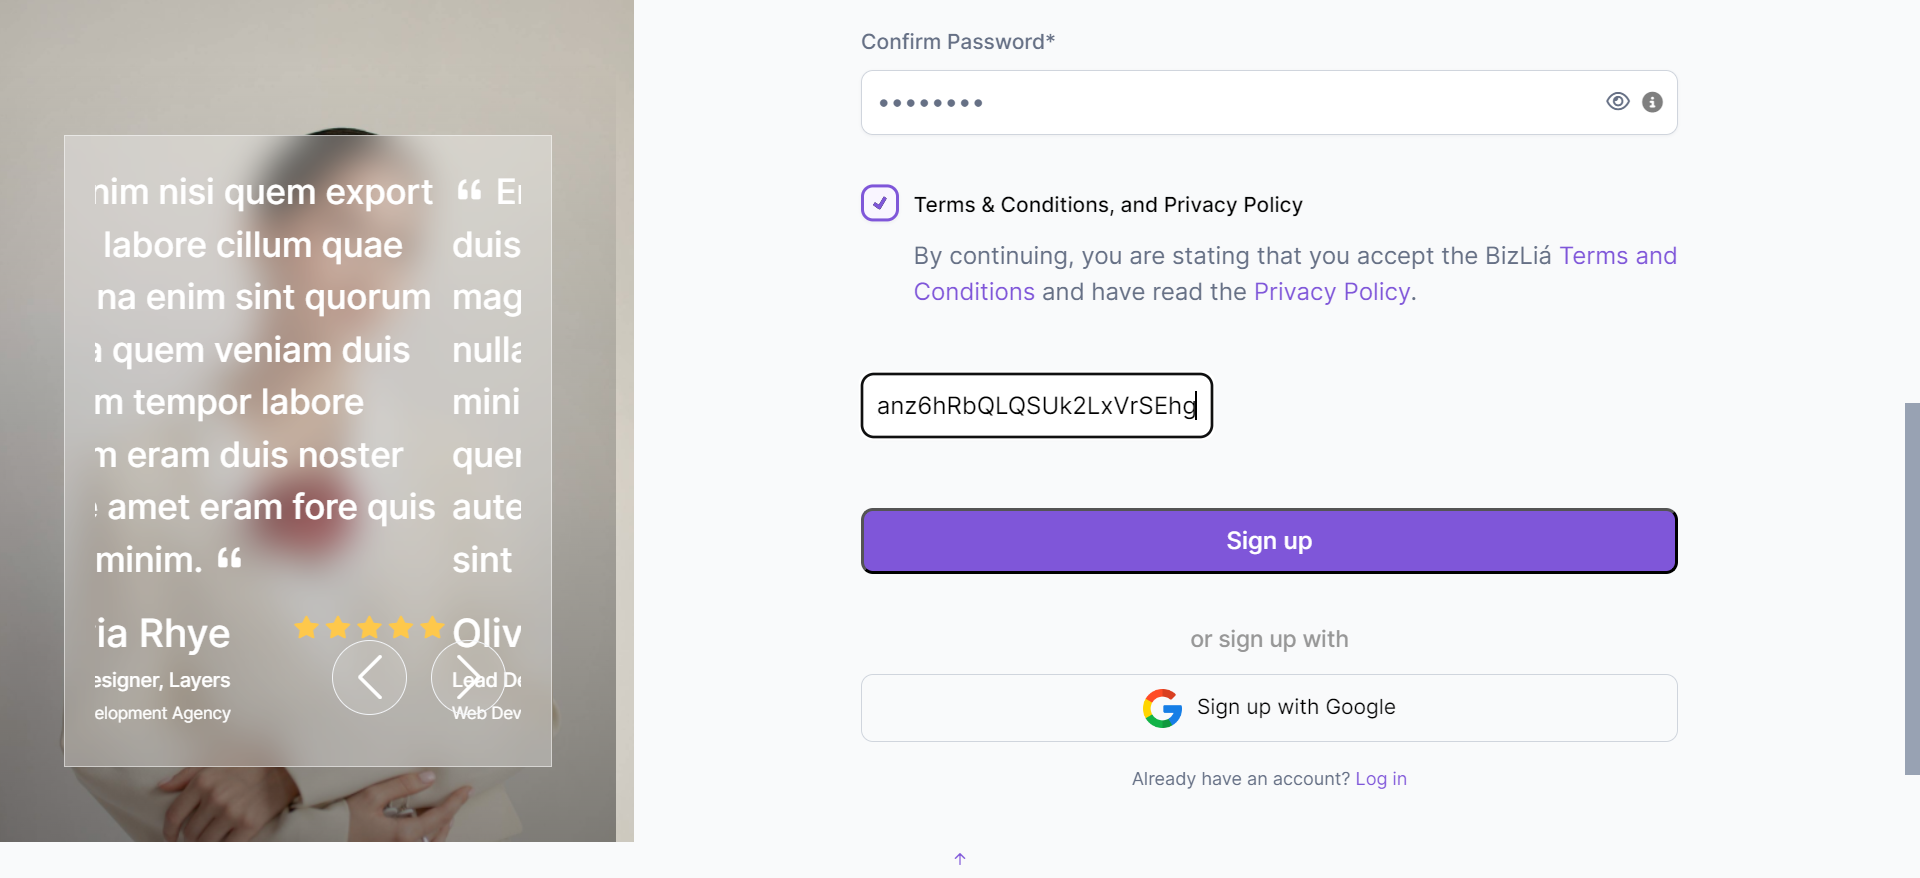 nim nisi quem export
labore cillum quae
na enim sint quorum
a quem veniam duis
m tempor labore
m eram duis noster
amet eram fore quis
minim. “
ia Rhye
esigner, Layers
elopment Agency
“ E
duis
mag
nulla
mini
quer
aute
sint
Oliv
Lead De
Web Dev
Confirm Password*
Terms & Conditions, and Privacy Policy
By continuing, you are stating that you accept the BizLiá Terms and
Conditions and have read the Privacy Policy.
anz6hRbQLQSUk2LxVrSEhg
Sign up
or sign up with
Sign up with Google
Already have an account? Log in